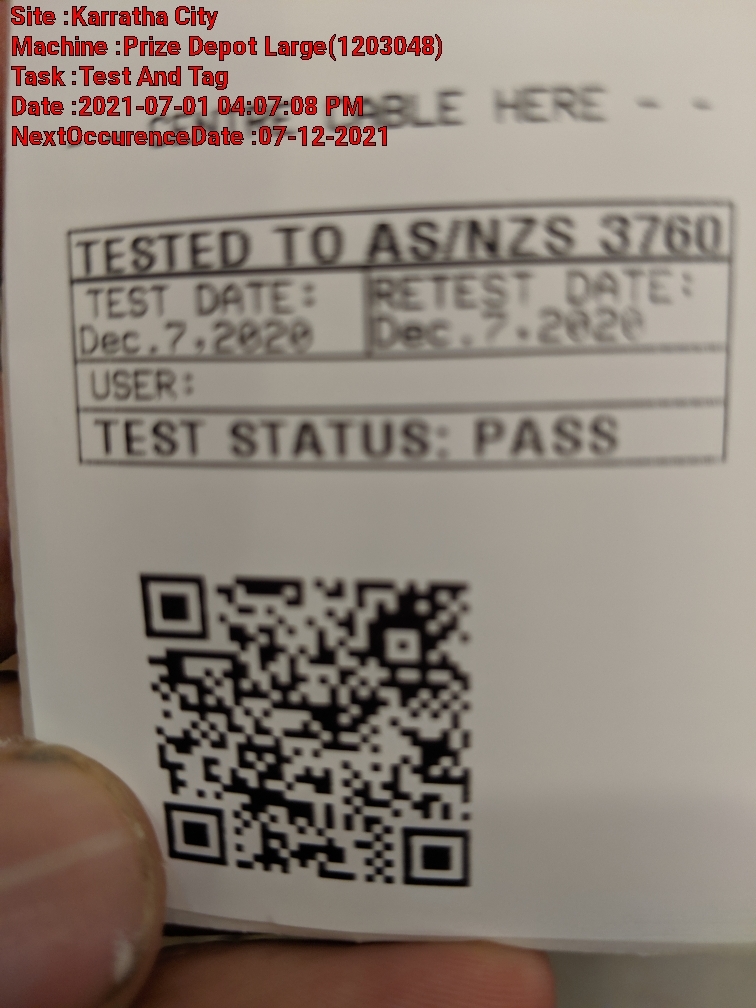 Site :Karratha City
Machine :Prize Depot Large(1203048)
Task :Test And Tag
Date :2021-07-01 04:07:08 PM
NextOccurenceDate :07-12-2021
HERE - -
TESTED TO AS/NZS 3760
TEST DATE: RETEST DATE:
Dec.7,2020 Dec.7,2020
USER:
TEST STATUS: PASS